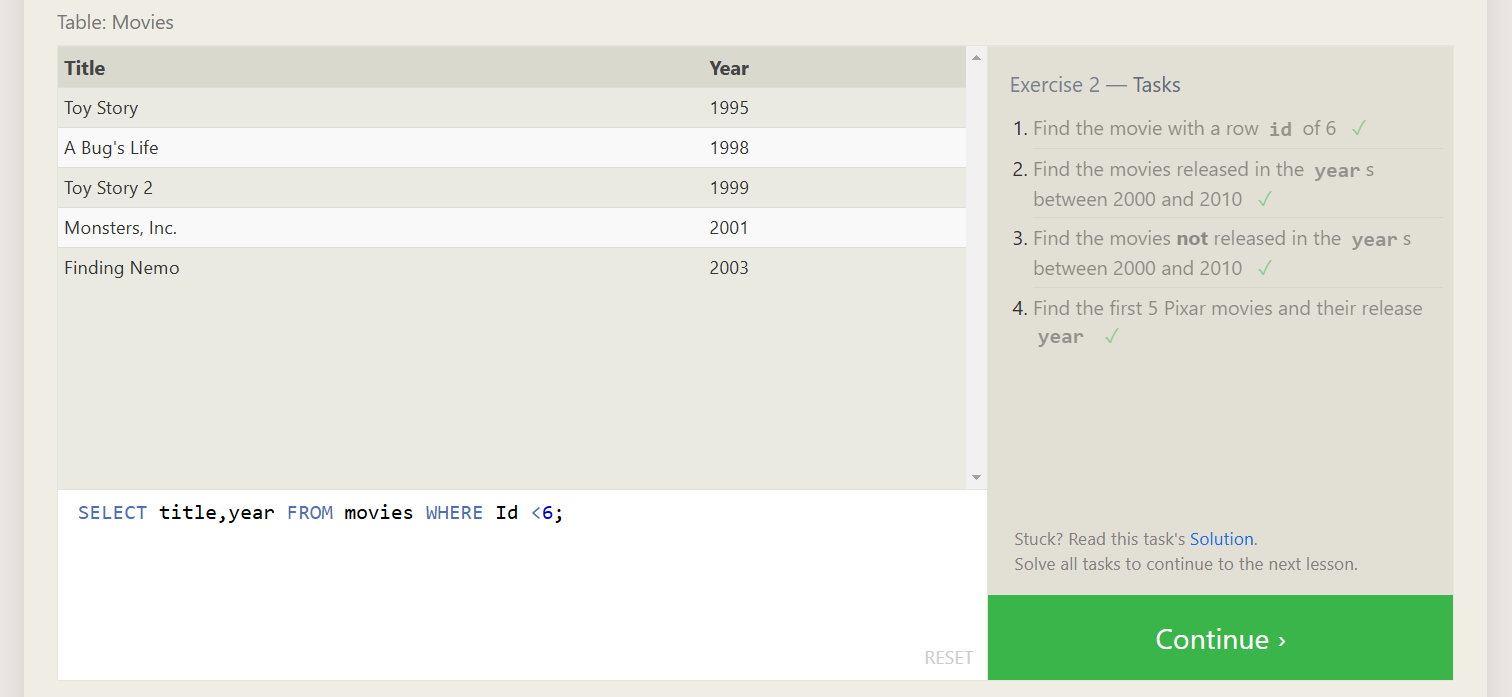 Table: Movies
Title Year
Toy Story 1995
A Bug's Life 1998
Toy Story 2 1999
Monsters, Inc. 2001
Finding Nemo 2003
SELECT title,year FROM movies WHERE Id <6;
RESET
Exercise 2 — Tasks
1. Find the movie with a row id of 6 ✓
2. Find the movies released in the year s
between 2000 and 2010 ✓
3. Find the movies not released in the year s
between 2000 and 2010 ✓
4. Find the first 5 Pixar movies and their release
year ✓
Stuck? Read this task's Solution.
Solve all tasks to continue to the next lesson.
Continue ›